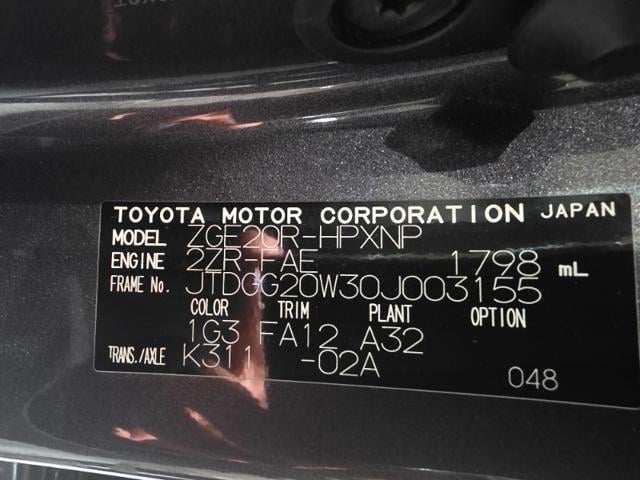 TOYOTA MOTOR CORPORATION JAPAN
MODEL ZGE20R-HPXNP
ENGINE 2ZR-FAE 1798 mL
FRAME No. JTDGG20W30J003155
COLOR TRIM PLANT OPTION
1G3 FA12 A32
TRANS./AXLE K311 -02A
048